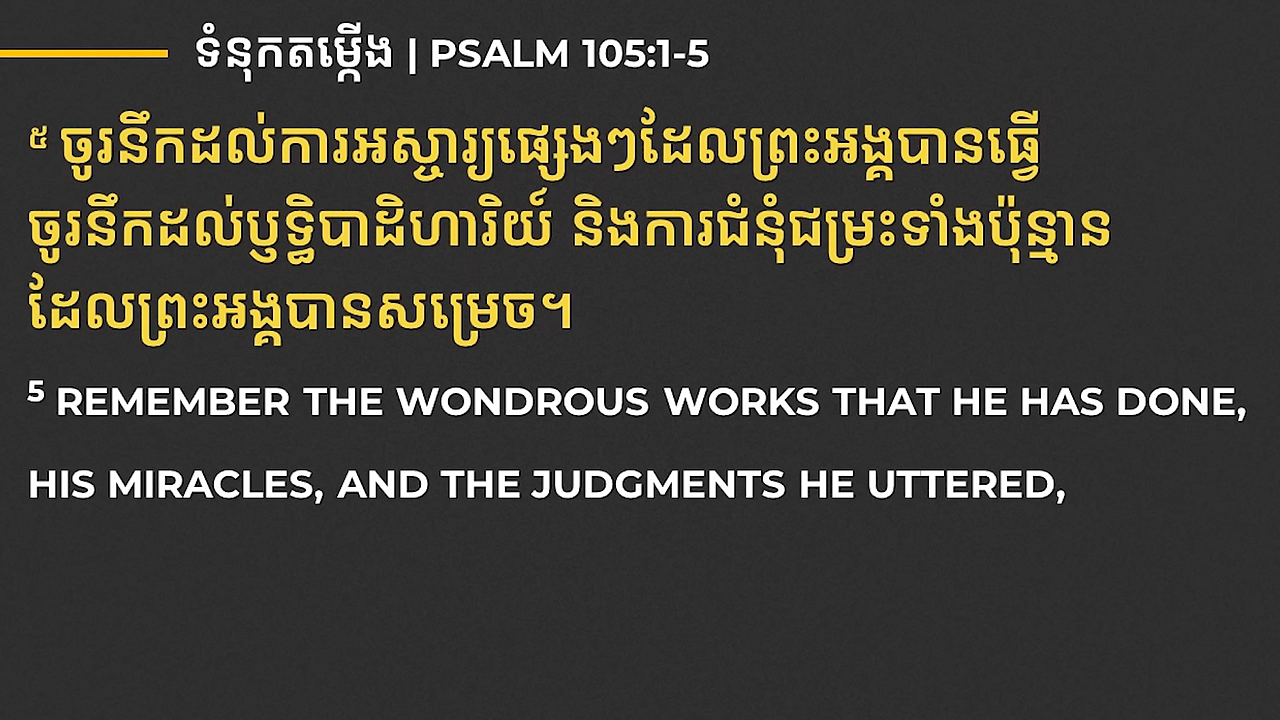 ទំនុកតម្កើង | PSALM 105:1-5
៥ ចូរនឹកដល់ការអស្ចារ្យផ្សេងៗដែលព្រះអង្គបានធ្វើ
ចូរនឹកដល់ឫទ្ធិបាដិហារិយ៍ និងការជំនុំជម្រះទាំងប៉ុន្មាន
ដែលព្រះអង្គបានសម្រេច។
5 REMEMBER THE WONDROUS WORKS THAT HE HAS DONE,
HIS MIRACLES, AND THE JUDGMENTS HE UTTERED,